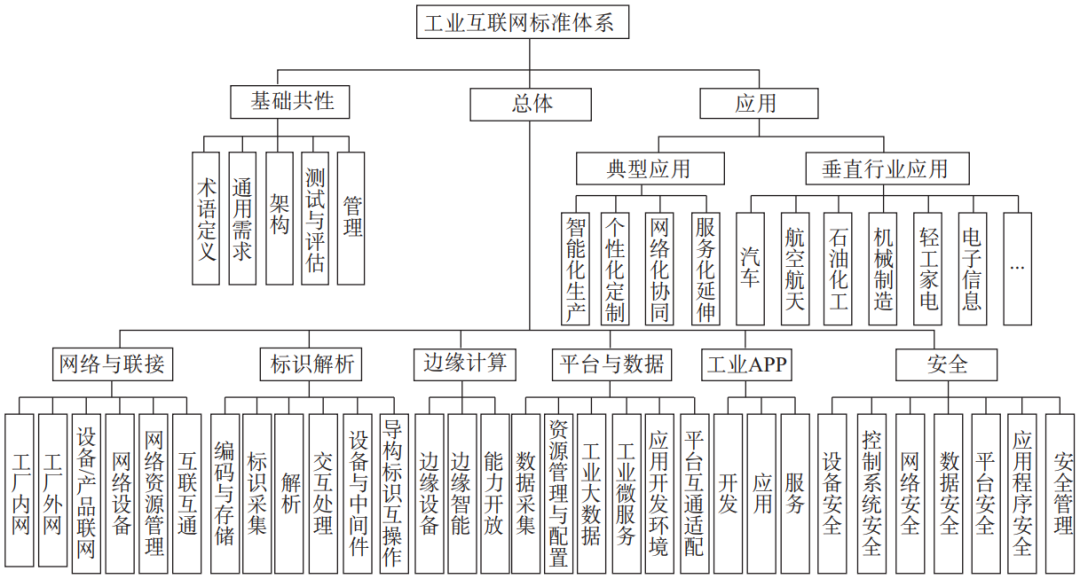 工业互联网标准体系
基础共性
总体
应用
术语定义
通用需求
架构
测试与评估
管理
典型应用
垂直行业应用
智能化生产
个性化定制
网络化协同
服务化延伸
汽车
航空航天
石油化工
机械制造
轻工家电
电子信息
...
网络与联接
标识解析
边缘计算
平台与数据
工业APP
安全
工厂内网
工厂外网
设备/产品联网
网络设备
网络资源管理
互联互通
编码与存储
标识采集
解析
交互处理
设备与中间件
导构标识互操作
边缘设备
边缘智能
能力开放
数据采集
资源管理与配置
工业大数据
工业微服务
应用开发环境
平台互通适配
开发
应用
服务
设备安全
控制系统安全
网络安全
数据安全
平台安全
应用程序安全
安全管理